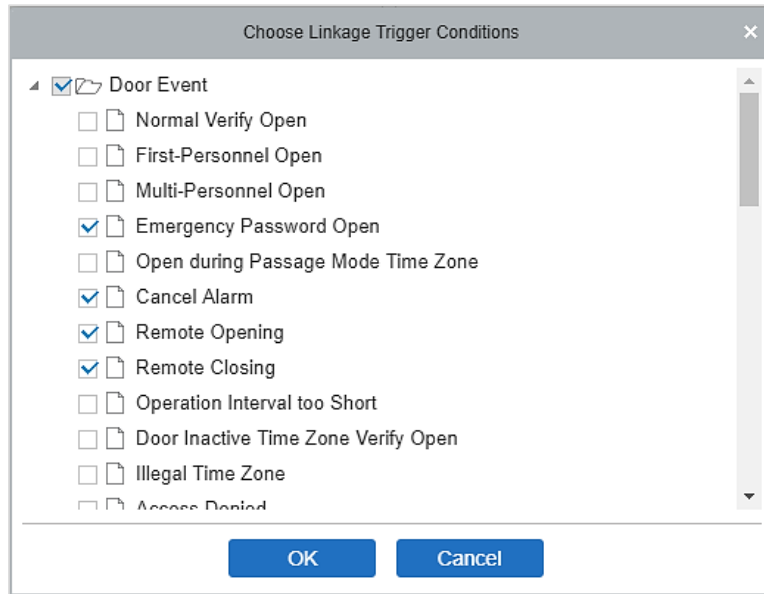 Choose Linkage Trigger Conditions
Door Event
Normal Verify Open
First-Personnel Open
Multi-Personnel Open
Emergency Password Open
Open during Passage Mode Time Zone
Cancel Alarm
Remote Opening
Remote Closing
Operation Interval too Short
Door Inactive Time Zone Verify Open
Illegal Time Zone
Access Denied
OK Cancel